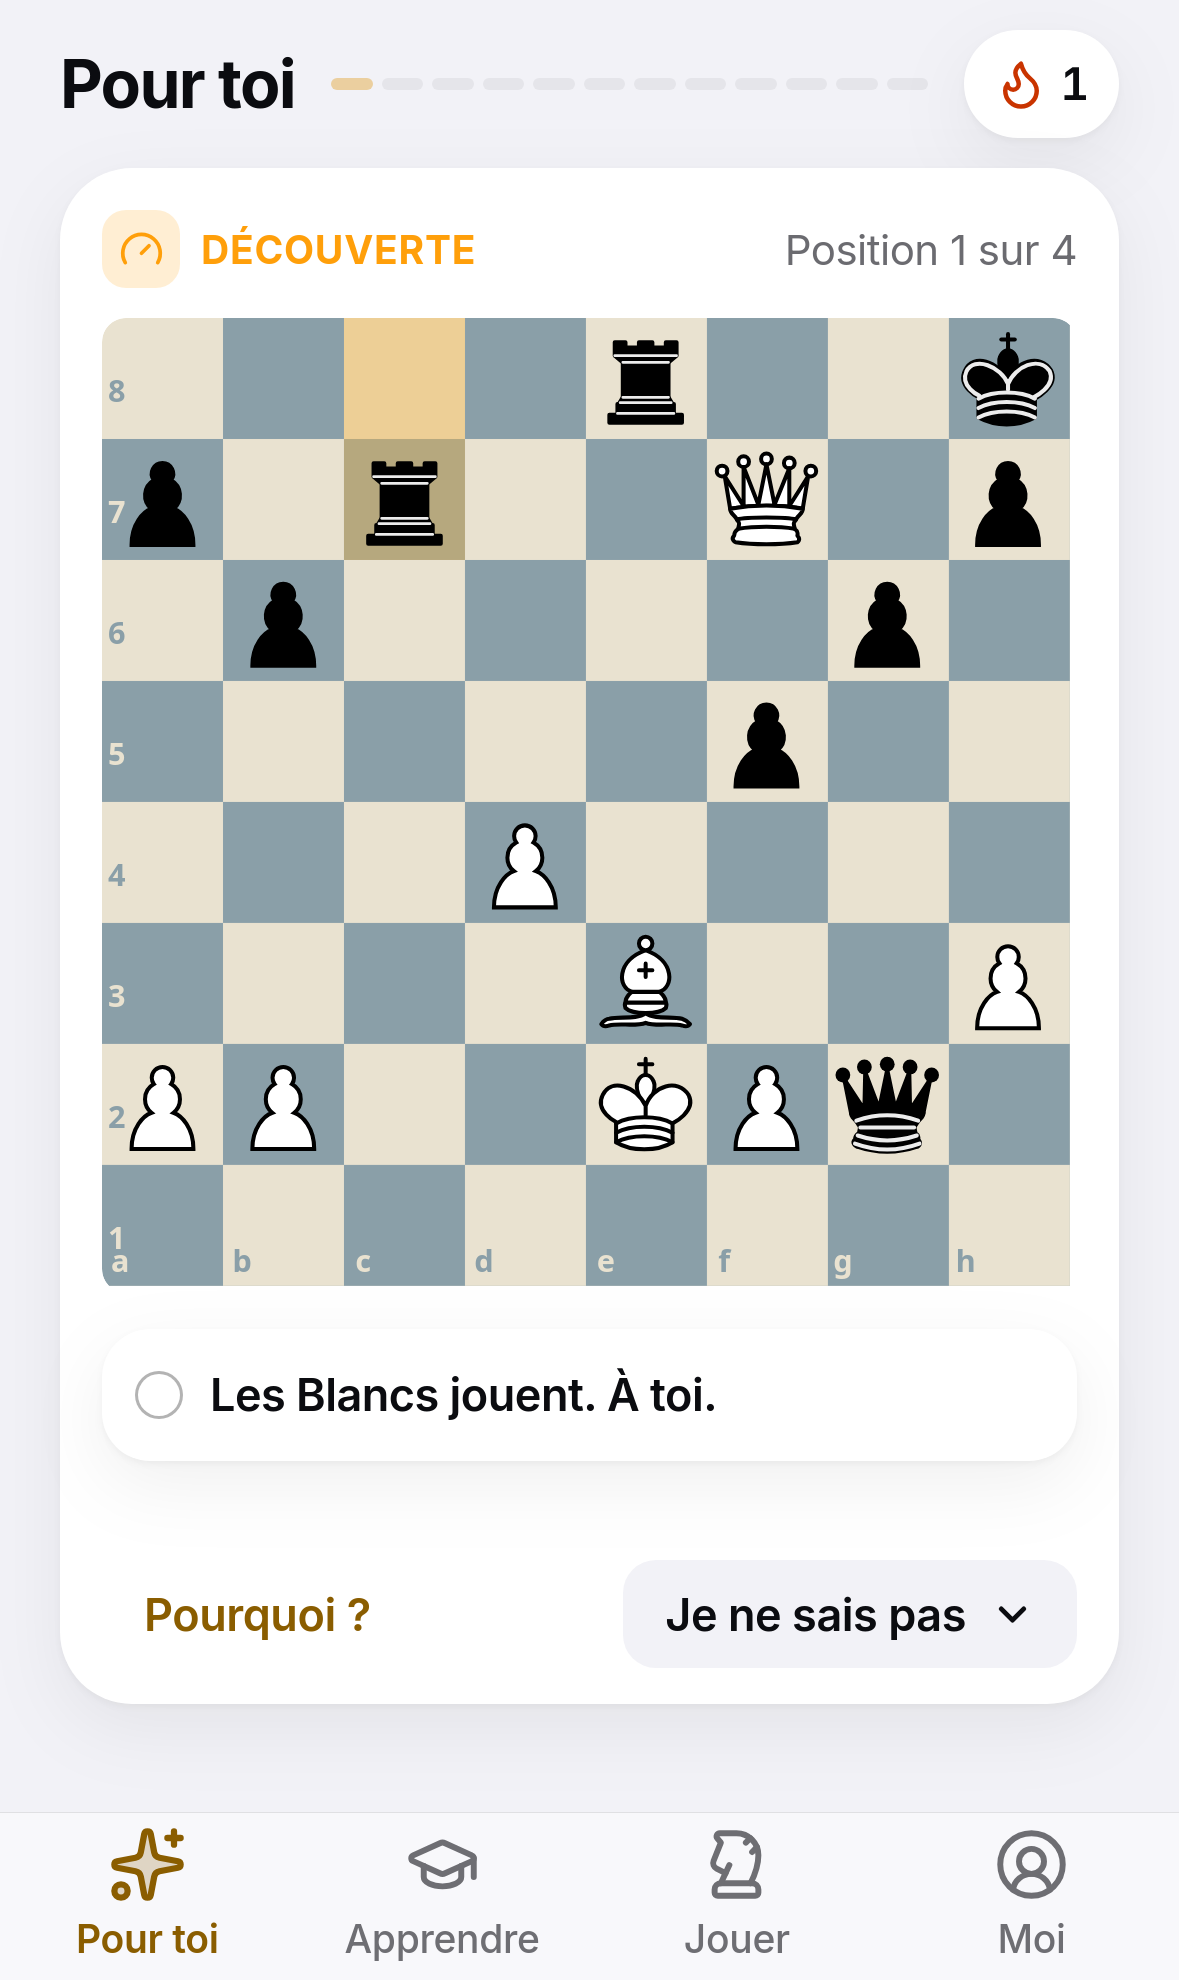 Pour toi
1
DÉCOUVERTE
Position 1 sur 4
8
7
6
5
4
3
2
1
a b c d e f g h
Les Blancs jouent. À toi.
Pourquoi ?
Je ne sais pas
Pour toi
Apprendre
Jouer
Moi